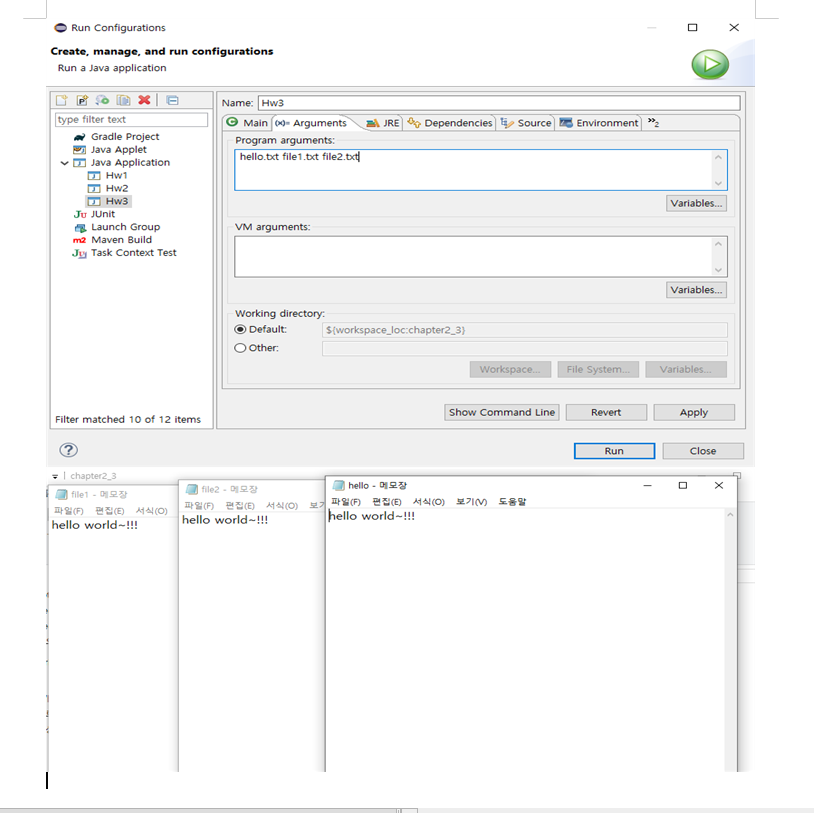 Run Configurations
Create, manage, and run configurations
Run a Java application
type filter text
Gradle Project
Java Applet
Java Application
Hw1
Hw2
Hw3
JUnit
Launch Group
Maven Build
Task Context Test
Filter matched 10 of 12 items
Name: Hw3
Main (x)= Arguments JRE Dependencies Source Environment »2
Program arguments:
hello.txt file1.txt file2.txt
Variables...
VM arguments:
Variables...
Working directory:
Default: ${workspace_loc:chapter2_3}
Other:
Workspace... File System... Variables...
Show Command Line Revert Apply
Run Close
chapter2_3
file1 - 메모장
파일(F) 편집(E) 서식(O)
hello world~!!!
file2 - 메모장
파일(F) 편집(E) 서식(O) 보기
hello world~!!!
hello - 메모장
파일(F) 편집(E) 서식(O) 보기(V) 도움말
hello world~!!!